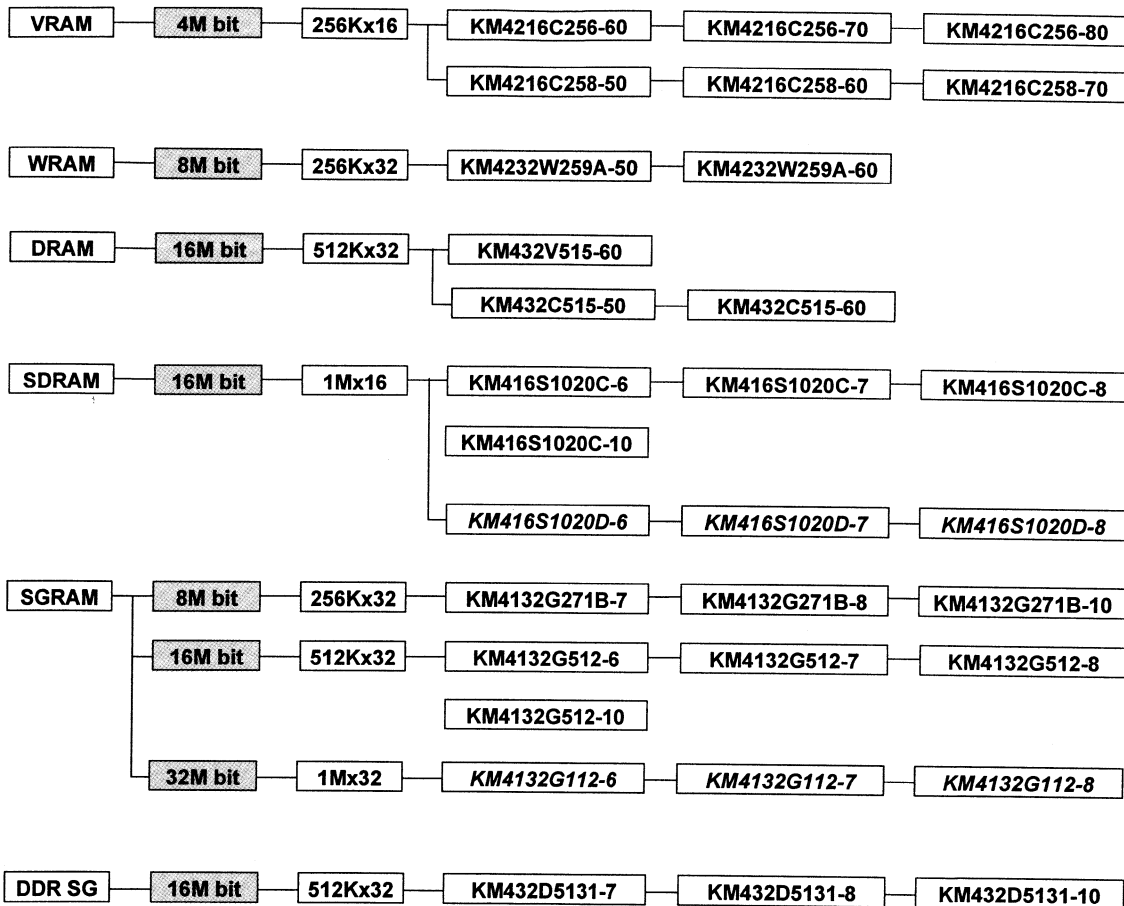 VRAM 4M bit 256Kx16 KM4216C256-60 KM4216C256-70 KM4216C256-80
KM4216C258-50 KM4216C258-60 KM4216C258-70
WRAM 8M bit 256Kx32 KM4232W259A-50 KM4232W259A-60
DRAM 16M bit 512Kx32 KM432V515-60
KM432C515-50 KM432C515-60
SDRAM 16M bit 1Mx16 KM416S1020C-6 KM416S1020C-7 KM416S1020C-8
KM416S1020C-10
KM416S1020D-6 KM416S1020D-7 KM416S1020D-8
SGRAM 8M bit 256Kx32 KM4132G271B-7 KM4132G271B-8 KM4132G271B-10
16M bit 512Kx32 KM4132G512-6 KM4132G512-7 KM4132G512-8
KM4132G512-10
32M bit 1Mx32 KM4132G112-6 KM4132G112-7 KM4132G112-8
DDR SG 16M bit 512Kx32 KM432D5131-7 KM432D5131-8 KM432D5131-10